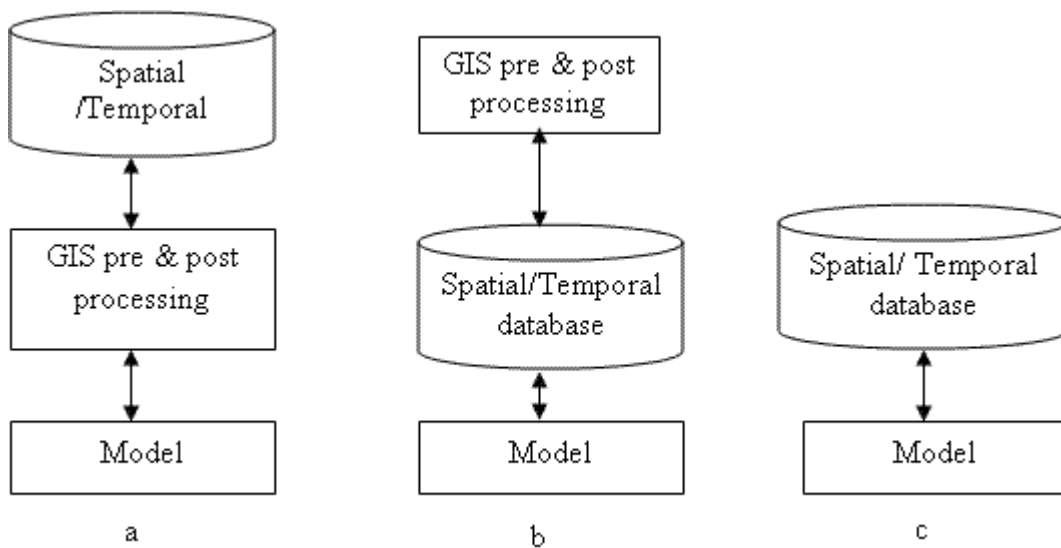 Spatial
/Temporal
GIS pre & post
processing
Model
a
GIS pre & post
processing
Spatial/Temporal
database
Model
b
Spatial/ Temporal
database
Model
c